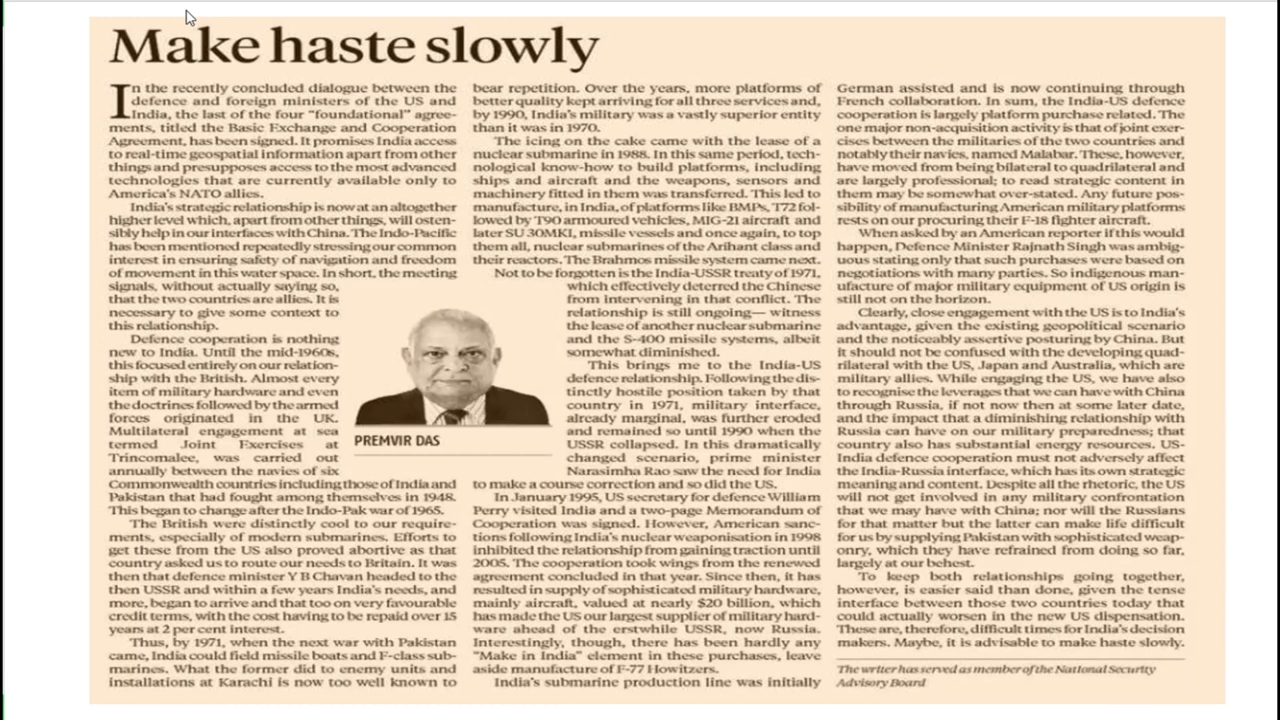 Make haste slowly
In the recently concluded dialogue between the
defence and foreign ministers of the US and
India, the last of the four “foundational” agree-
ments, titled the Basic Exchange and Cooperation
Agreement, has been signed. It promises India access
to real-time geospatial information apart from other
things and presupposes access to the most advanced
technologies that are currently available only to
America's NATO allies.
India's strategic relationship is now at an altogether
higher level which, apart from other things, will osten-
sibly help in our interfaces with China. The Indo-Pacific
has been mentioned repeatedly stressing our common
interest in ensuring safety of navigation and freedom
of movement in this water space. In short, the meeting
signals, without actually saying so,
that the two countries are allies. It is
necessary to give some context to
this relationship.
Defence cooperation is nothing
new to India. Until the mid-1960s,
this focused entirely on our relation-
ship with the British. Almost every
item of military hardware and even
the doctrines followed by the armed
forces originated in the UK.
Multilateral engagement at sea
termed Joint Exercises at
Trincomalee, was carried out
annually between the navies of six
Commonwealth countries including those of India and
Pakistan that had fought among themselves in 1948.
This began to change after the Indo-Pak war of 1965.
The British were distinctly cool to our require-
ments, especially of modern submarines. Efforts to
get these from the US also proved abortive as that
country asked us to route our needs to Britain. It was
then that defence minister Y B Chavan headed to the
then USSR and within a few years India's needs, and
more, began to arrive and that too on very favourable
credit terms, with the cost having to be repaid over 15
years at 2 per cent interest.
Thus, by 1971, when the next war with Pakistan
came, India could field missile boats and F-class sub-
marines. What the former did to enemy units and
installations at Karachi is now too well known to
bear repetition. Over the years, more platforms of
better quality kept arriving for all three services and,
by 1990, India's military was a vastly superior entity
than it was in 1970.
The icing on the cake came with the lease of a
nuclear submarine in 1988. In this same period, tech-
nological know-how to build platforms, including
ships and aircraft and the weapons, sensors and
machinery fitted in them was transferred. This led to
manufacture, in India, of platforms like BMPs, T72 fol-
lowed by T90 armoured vehicles, MIG-21 aircraft and
later SU 30MKI, missile vessels and once again, to top
them all, nuclear submarines of the Arihant class and
their reactors. The Brahmos missile system came next.
Not to be forgotten is the India-USSR treaty of 1971,
which effectively deterred the Chinese
from intervening in that conflict. The
relationship is still ongoing— witness
the lease of another nuclear submarine
and the S-400 missile systems, albeit
somewhat diminished.
This brings me to the India-US
defence relationship. Following the dis-
tinctly hostile position taken by that
country in 1971, military interface,
already marginal, was further eroded
and remained so until 1990 when the
USSR collapsed. In this dramatically
changed scenario, prime minister
Narasimha Rao saw the need for India
to make a course correction and so did the US.
In January 1995, US secretary for defence William
Perry visited India and a two-page Memorandum of
Cooperation was signed. However, American sanc-
tions following India's nuclear weaponisation in 1998
inhibited the relationship from gaining traction until
2005. The cooperation took wings from the renewed
agreement concluded in that year. Since then, it has
resulted in supply of sophisticated military hardware,
mainly aircraft, valued at nearly $20 billion, which
has made the US our largest supplier of military hard-
ware ahead of the erstwhile USSR, now Russia.
Interestingly, though, there has been hardly any
“Make in India” element in these purchases, leave
aside manufacture of F-77 Howitzers.
India's submarine production line was initially
PREMVIR DAS
German assisted and is now continuing through
French collaboration. In sum, the India-US defence
cooperation is largely platform purchase related. The
one major non-acquisition activity is that of joint exer-
cises between the militaries of the two countries and
notably their navies, named Malabar. These, however,
have moved from being bilateral to quadrilateral and
are largely professional; to read strategic content in
them may be somewhat over-stated. Any future pos-
sibility of manufacturing American military platforms
rests on our procuring their F-18 fighter aircraft.
When asked by an American reporter if this would
happen, Defence Minister Rajnath Singh was ambig-
uous stating only that such purchases were based on
negotiations with many parties. So indigenous man-
ufacture of major military equipment of US origin is
still not on the horizon.
Clearly, close engagement with the US is to India's
advantage, given the existing geopolitical scenario
and the noticeably assertive posturing by China. But
it should not be confused with the developing quad-
rilateral with the US, Japan and Australia, which are
military allies. While engaging the US, we have also
to recognise the leverages that we can have with China
through Russia, if not now then at some later date,
and the impact that a diminishing relationship with
Russia can have on our military preparedness; that
country also has substantial energy resources. US-
India defence cooperation must not adversely affect
the India-Russia interface, which has its own strategic
meaning and content. Despite all the rhetoric, the US
will not get involved in any military confrontation
that we may have with China; nor will the Russians
for that matter but the latter can make life difficult
for us by supplying Pakistan with sophisticated weap-
onry, which they have refrained from doing so far,
largely at our behest.
To keep both relationships going together,
however, is easier said than done, given the tense
interface between those two countries today that
could actually worsen in the new US dispensation.
These are, therefore, difficult times for India's decision
makers. Maybe, it is advisable to make haste slowly.
The writer has served as member of the National Security
Advisory Board